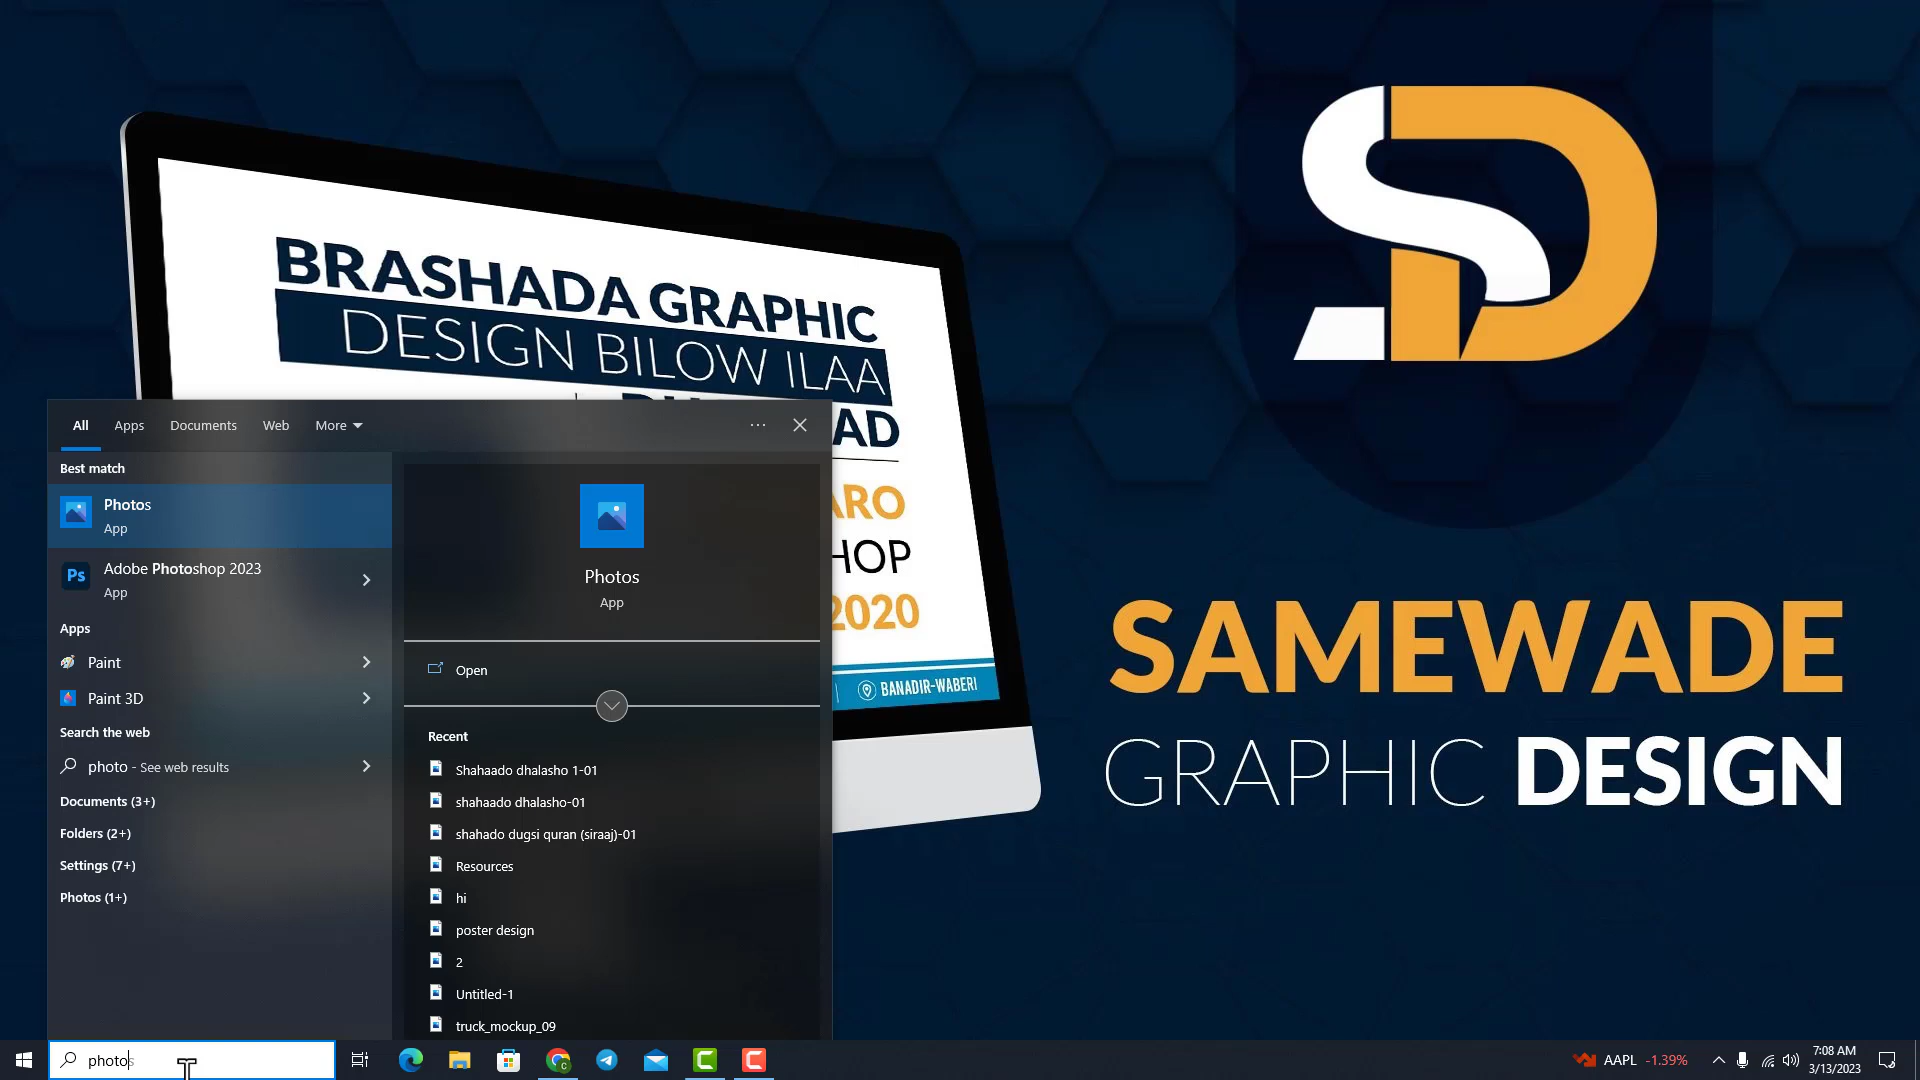 BRASHADA GRAPHIC
DESIGN BILOW ILAA
AD
ARO
HOP
2020
BANADIR-WABERI
SD
SAMEWADE
GRAPHIC DESIGN
All
Apps
Documents
Web
More
Best match
Photos
App
Ps
Adobe Photoshop 2023
App
Apps
Paint
Paint 3D
Search the web
photo - See web results
Documents (3+)
Folders (2+)
Settings (7+)
Photos (1+)
Photos
App
Open
Recent
Shahaado dhalasho 1-01
shahaado dhalasho-01
shahado dugsi quran (siraaj)-01
Resources
hi
poster design
2
Untitled-1
truck_mockup_09
photos
AAPL -1.39%
7:08 AM
3/13/2023